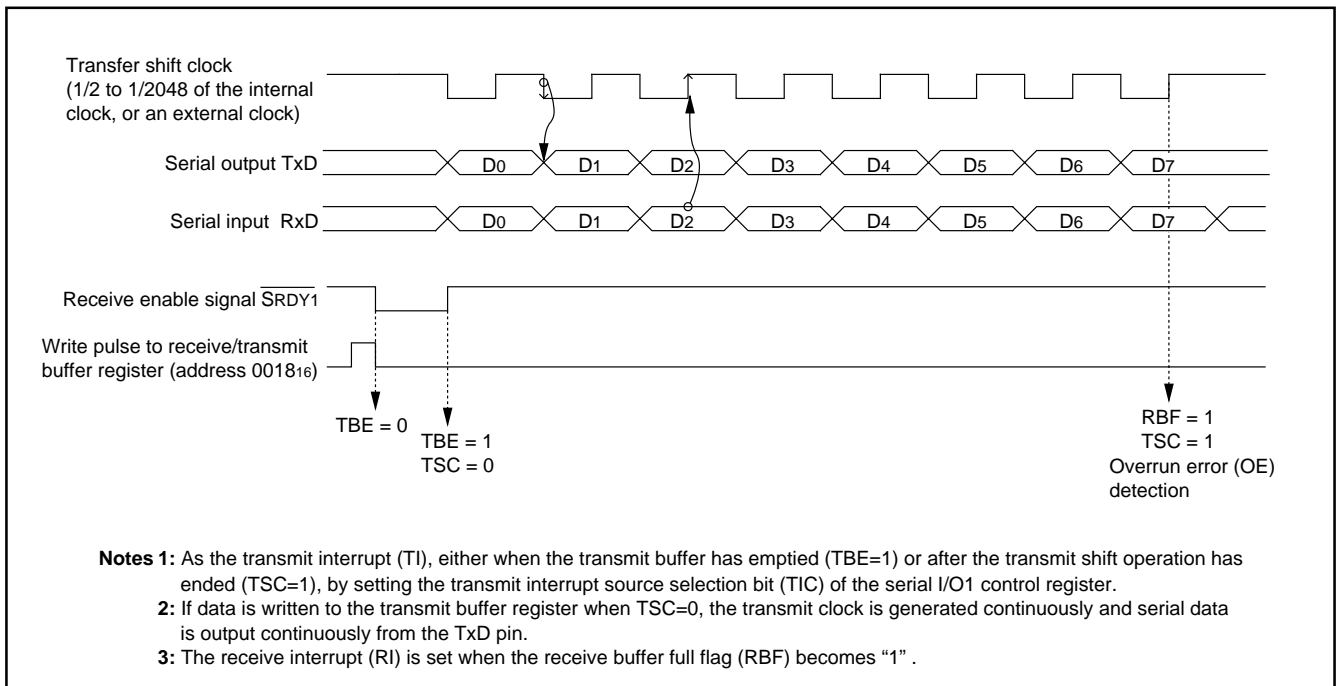 Transfer shift clock
(1/2 to 1/2048 of the internal
clock, or an external clock)
Serial output TxD
D0 D1 D2 D3 D4 D5 D6 D7
Serial input RxD
D0 D1 D2 D3 D4 D5 D6 D7
Receive enable signal SRDY1
Write pulse to receive/transmit
buffer register (address 001816)
TBE = 0
TBE = 1
TSC = 0
RBF = 1
TSC = 1
Overrun error (OE)
detection
Notes 1: As the transmit interrupt (TI), either when the transmit buffer has emptied (TBE=1) or after the transmit shift operation has
ended (TSC=1), by setting the transmit interrupt source selection bit (TIC) of the serial I/O1 control register.
2: If data is written to the transmit buffer register when TSC=0, the transmit clock is generated continuously and serial data
is output continuously from the TxD pin.
3: The receive interrupt (RI) is set when the receive buffer full flag (RBF) becomes “1” .